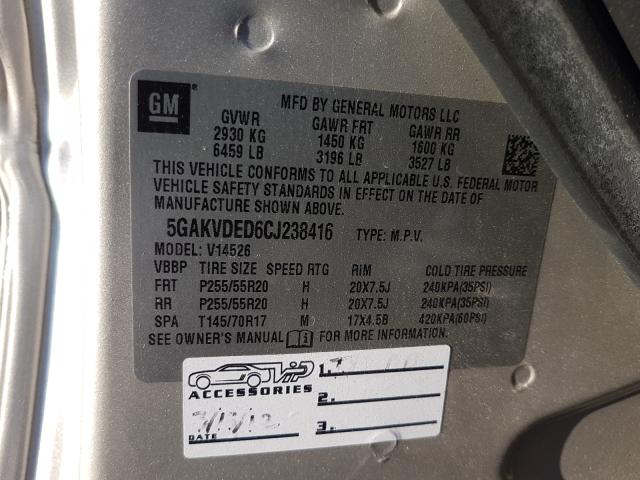 GM
MFD BY GENERAL MOTORS LLC
GVWR GAWR FRT GAWR RR
2930 KG 1450 KG 1600 KG
6459 LB 3196 LB 3527 LB
THIS VEHICLE CONFORMS TO ALL APPLICABLE U.S. FEDERAL MOTOR
VEHICLE SAFETY STANDARDS IN EFFECT ON THE DATE OF
MANUFACTURE SHOWN ABOVE.
5GAKVDED6CJ238416 TYPE: M.P.V.
MODEL: V14526
VBBP TIRE SIZE SPEED RTG RIM COLD TIRE PRESSURE
FRT P255/55R20 H 20X7.5J 240KPA(35PSI)
RR P255/55R20 H 20X7.5J 240KPA(35PSI)
SPA T145/70R17 M 17X4.5B 420KPA(60PSI)
SEE OWNER'S MANUAL FOR MORE INFORMATION.
VIP
ACCESSORIES
DATE
1.
2.
3.